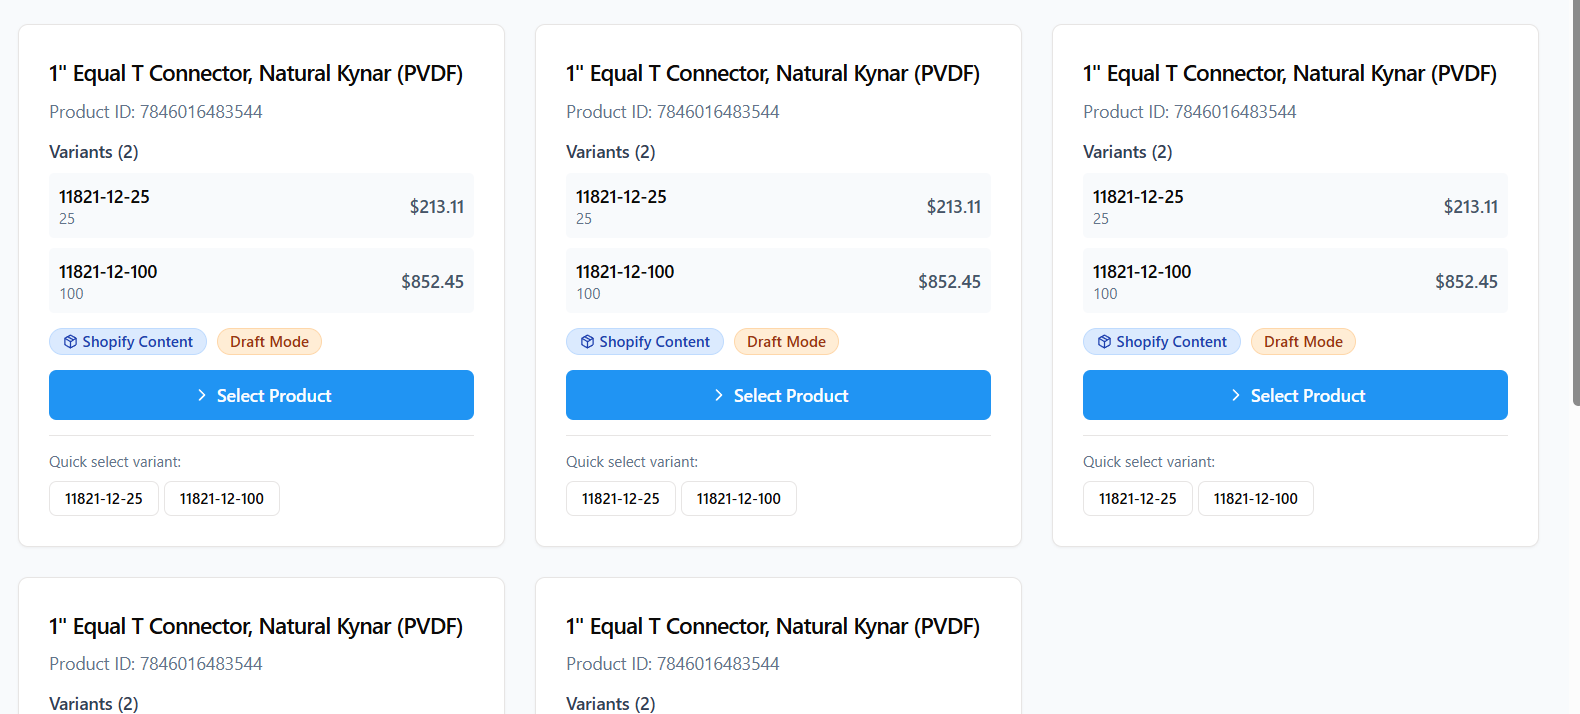 1" Equal T Connector, Natural Kynar (PVDF)
Product ID: 7846016483544
Variants (2)
11821-12-25
25
$213.11
11821-12-100
100
$852.45
Shopify Content
Draft Mode
Select Product
Quick select variant:
11821-12-25
11821-12-100
1" Equal T Connector, Natural Kynar (PVDF)
Product ID: 7846016483544
Variants (2)
11821-12-25
25
$213.11
11821-12-100
100
$852.45
Shopify Content
Draft Mode
Select Product
Quick select variant:
11821-12-25
11821-12-100
1" Equal T Connector, Natural Kynar (PVDF)
Product ID: 7846016483544
Variants (2)
11821-12-25
25
$213.11
11821-12-100
100
$852.45
Shopify Content
Draft Mode
Select Product
Quick select variant:
11821-12-25
11821-12-100
1" Equal T Connector, Natural Kynar (PVDF)
Product ID: 7846016483544
Variants (2)
1" Equal T Connector, Natural Kynar (PVDF)
Product ID: 7846016483544
Variants (2)